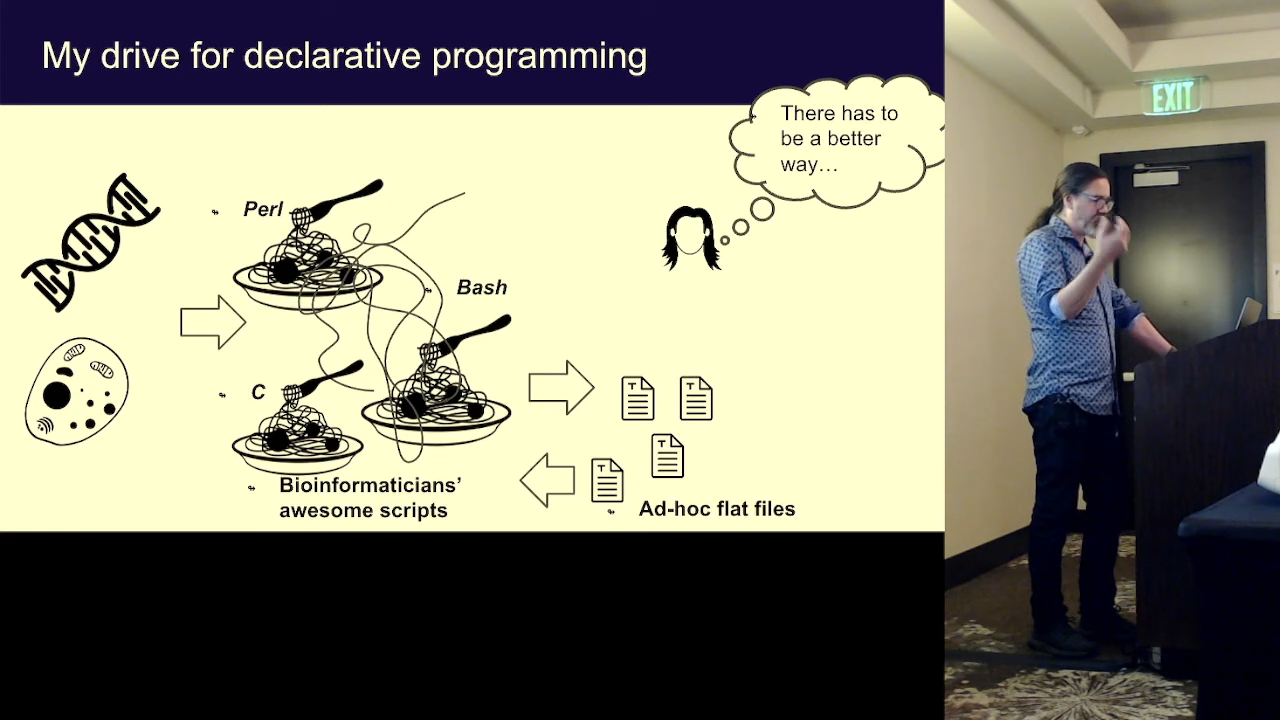 My drive for declarative programming
There has to
be a better
way…
Perl
Bash
C
Bioinformaticians’
awesome scripts
T
T
T
T
Ad-hoc flat files
EXIT